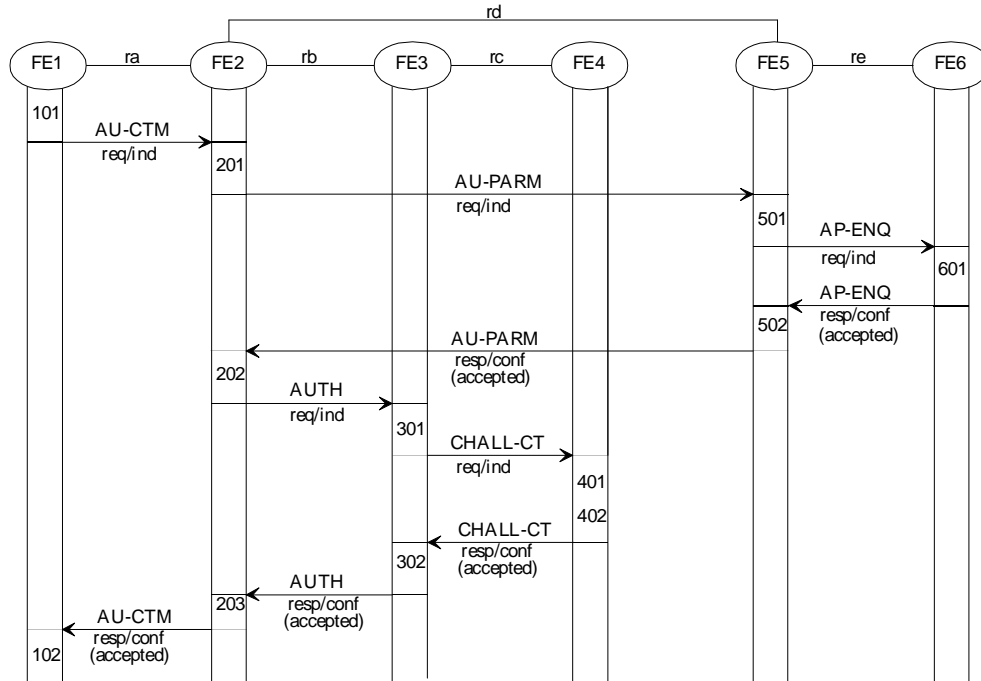 rd
FE1 ra FE2 rb FE3 rc FE4 FE5 re FE6
101
AU-CTM
req/ind
201
AU-PARM
req/ind
501
AP-ENQ
req/ind
601
AP-ENQ
resp/conf
(accepted)
502
AU-PARM
resp/conf
(accepted)
202
AUTH
req/ind
301
CHALL-CT
req/ind
401
402
CHALL-CT
resp/conf
(accepted)
302
AUTH
resp/conf
(accepted)
203
AU-CTM
resp/conf
(accepted)
102